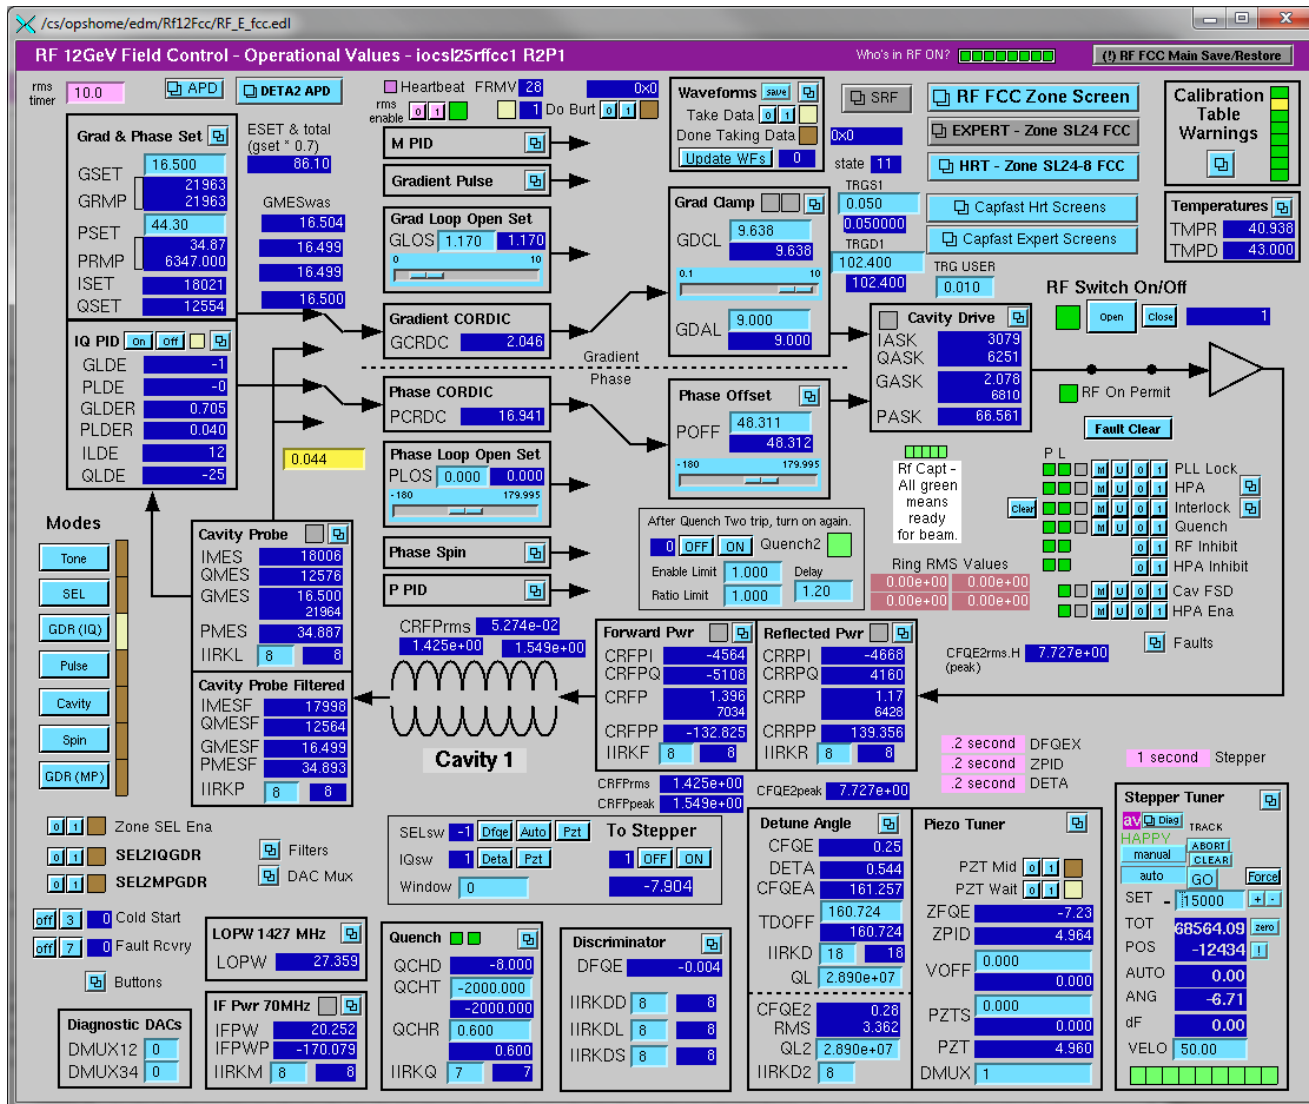 /cs/opshome/edm/Rf12Fcc/RF_E_fcc.edl
RF 12GeV Field Control - Operational Values - iocsl25rffcc1 R2P1
Who's in RF ON?
(!) RF FCC Main Save/Restore
rms timer 10.0
APD
DETA2 APD
Heartbeat FRMV 28 0x0
rms enable 0 1 1 Do Burt 0 1
Grad & Phase Set
GSET 16.500
21963
GRMP 21963
PSET 44.30
34.87
PRMP 6347.000
ISET 18021
QSET 12554
ESET & total
(gset * 0.7)
86.10
GMESwas
16.504
16.499
16.499
16.500
IQ PID On Off
GLDE -1
PLDE -0
GLDER 0.705
PLDER 0.040
ILDE 12
QLDE -25
0.044
M PID
Gradient Pulse
Grad Loop Open Set
GLOS 1.170 1.170
0 10
Gradient CORDIC
GCRDC 2.046
Gradient
Phase
Phase CORDIC
PCRDC 16.941
Phase Loop Open Set
PLOS 0.000 0.000
-180 179.995
Phase Spin
P PID
Waveforms save
Take Data 0 1
Done Taking Data
Update WFs 0
SRF
0x0
state 11
TRGS1
0.050
0.050000
TRGD1
102.400
102.400
TRG USER
0.010
RF FCC Zone Screen
EXPERT - Zone SL24 FCC
HRT - Zone SL24-8 FCC
Capfast Hrt Screens
Capfast Expert Screens
Calibration
Table
Warnings
Temperatures
TMPR 40.938
TMPD 43.000
Grad Clamp
GDCL 9.638
9.638
0.1 10
GDAL 9.000
9.000
Phase Offset
POFF 48.311
48.312
-180 179.995
Cavity Drive
IASK 3079
QASK 6251
GASK 2.078
6810
PASK 66.561
RF Switch On/Off
Open Close 1
RF On Permit
Fault Clear
Rf Capt -
All green
means
ready
for beam.
P L
M U 0 1 PLL Lock
M U 0 1 HPA
Clear M U 0 1 Interlock
M U 0 1 Quench
0 1 RF Inhibit
0 1 HPA Inhibit
M U 0 1 Cav FSD
M U 0 1 HPA Ena
Faults
After Quench Two trip, turn on again.
0 OFF ON Quench2
Enable Limit 1.000 Delay
Ratio Limit 1.000 1.20
Ring RMS Values
0.00e+00 0.00e+00
0.00e+00 0.00e+00
Modes
Tone
SEL
GDR (IQ)
Pulse
Cavity
Spin
GDR (MP)
Cavity Probe
IMES 18006
QMES 12576
GMES 16.500
21964
PMES 34.887
IIRKL 8 8
Cavity Probe Filtered
IMESF 17998
QMESF 12564
GMESF 16.499
PMESF 34.893
IIRKP 8 8
CRFPrms 5.274e-02
1.425e+00 1.549e+00
Cavity 1
Forward Pwr
CRFPI -4564
CRFPQ -5108
CRFP 1.396
7034
CRFPP -132.825
IIRKF 8 8
Reflected Pwr
CRRPI -4668
CRRPQ 4160
CRRP 1.17
6428
CRRPP 139.356
IIRKR 8 8
CFQE2rms.H 7.727e+00
(peak)
CRFPrms 1.425e+00
CRFPpeak 1.549e+00
CFQE2peak 7.727e+00
.2 second DFQEX
.2 second ZPID
.2 second DETA
1 second Stepper
0 1 Zone SEL Ena
0 1 SEL2IQGDR
0 1 SEL2MPGDR
Filters
DAC Mux
off 3 0 Cold Start
off 7 0 Fault Rcvry
Buttons
SELsw -1 Dfqe Auto Pzt
IQsw 1 Deta Pzt
Window 0
To Stepper
1 OFF ON
-7.904
LOPW 1427 MHz
LOPW 27.359
IF Pwr 70MHz
IFPW 20.252
IFPWP -170.079
IIRKM 8 8
Diagnostic DACs
DMUX12 0
DMUX34 0
Quench
QCHD -8.000
QCHT -2000.000
-2000.000
QCHR 0.600
0.600
IIRKQ 7 7
Discriminator
DFQE -0.004
IIRKDD 8 8
IIRKDL 8 8
IIRKDS 8 8
Detune Angle
CFQE 0.25
DETA 0.544
CFQEA 161.257
TDOFF 160.724
160.724
IIRKD 18 18
QL 2.890e+07
CFQE2 0.28
RMS 3.362
QL2 2.890e+07
IIRKD2 8
Piezo Tuner
PZT Mid 0 1
PZT Wait 0 1
ZFQE -7.23
ZPID 4.964
VOFF 0.000
0.000
PZTS 0.000
0.000
PZT 4.960
DMUX 1
Stepper Tuner
av Diag TRACK
HAPPY
manual ABORT
CLEAR
auto GO Force
SET - 15000 + -
TOT 68564.09 zero
POS -12434 !
AUTO 0.00
ANG -6.71
dF 0.00
VELO 50.00